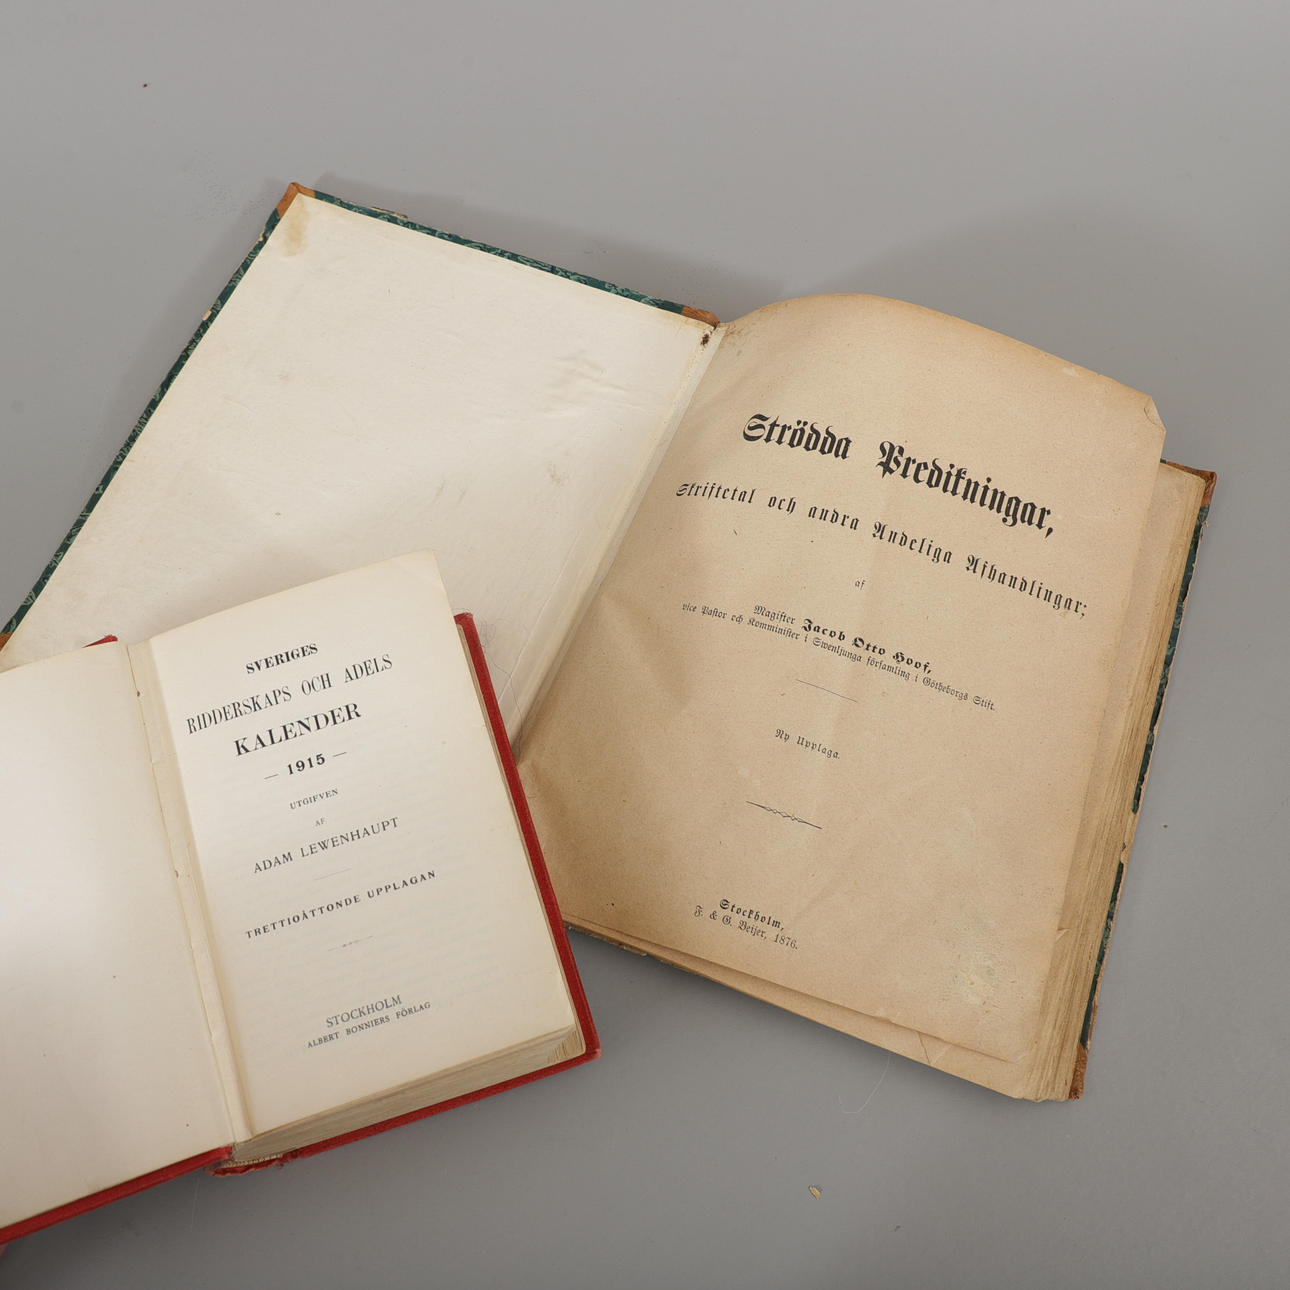 SVERIGES
RIDDERSKAPS OCH ADELS
KALENDER
— 1915 —
UTGIFVEN
AF
ADAM LEWENHAUPT
TRETTIOÅTTONDE UPPLAGAN
STOCKHOLM
ALBERT BONNIERS FÖRLAG
Strödda Predikningar,
Skriftetal och andra Andeliga Afhandlingar;
af
Magister Jacob Otto Hoof,
vice Pastor och Komminister i Swenljunga församling i Götheborgs Stift.
Ny Upplaga.
Stockholm,
F. & G. Beijer, 1876.